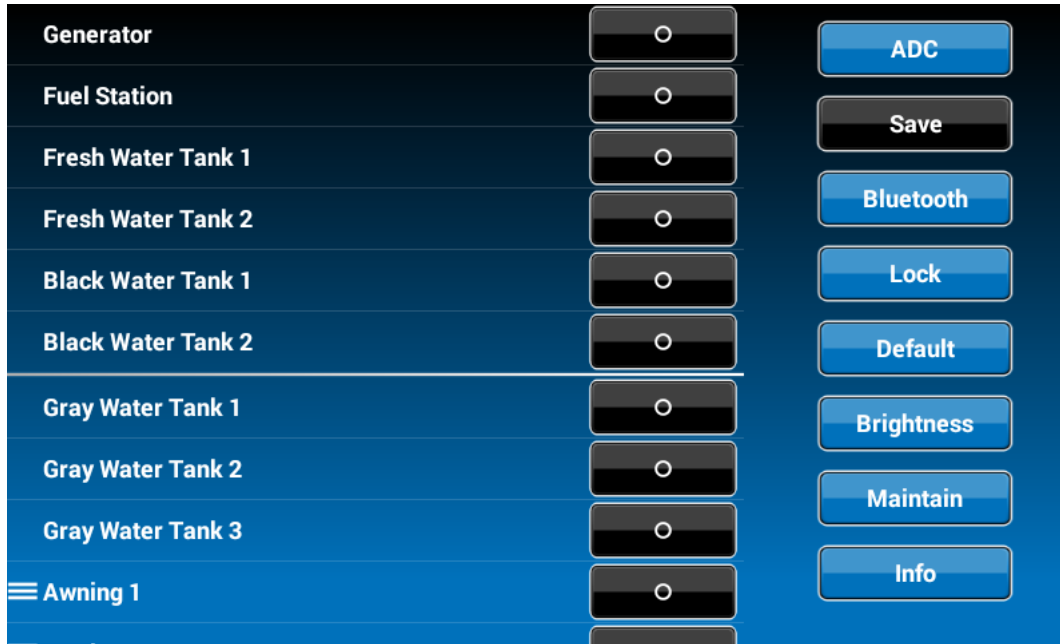 Generator
Fuel Station
Fresh Water Tank 1
Fresh Water Tank 2
Black Water Tank 1
Black Water Tank 2
Gray Water Tank 1
Gray Water Tank 2
Gray Water Tank 3
Awning 1
ADC
Save
Bluetooth
Lock
Default
Brightness
Maintain
Info